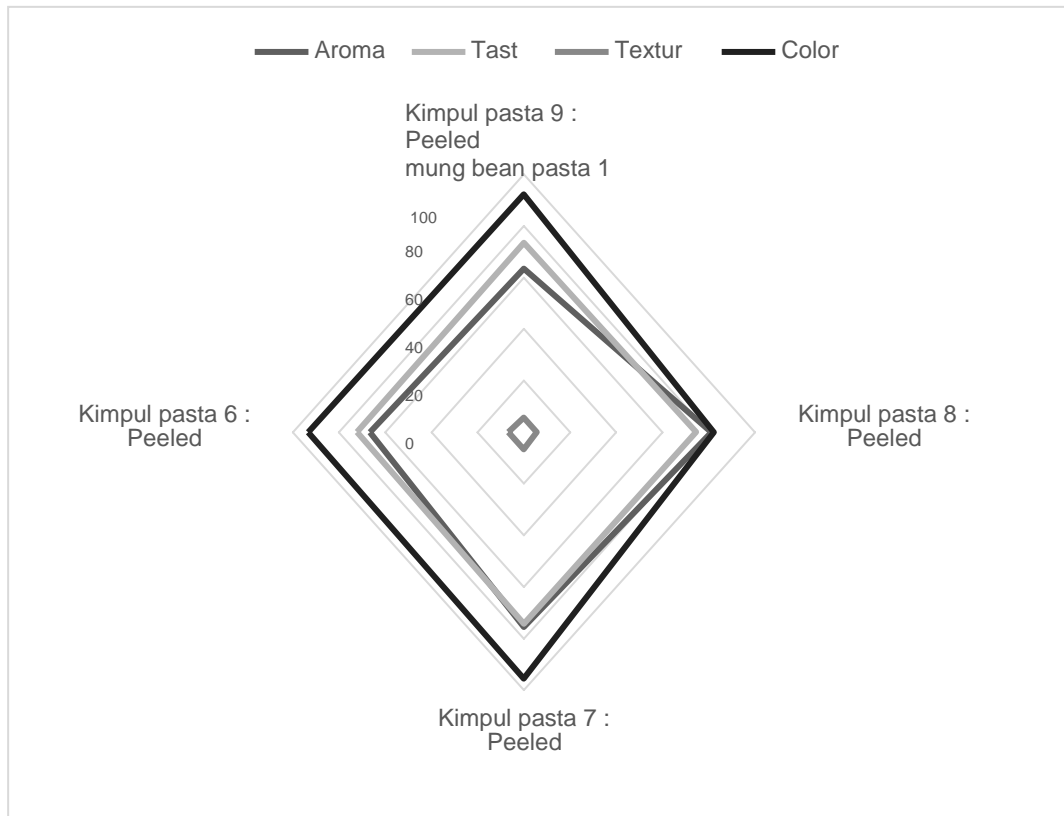 Aroma Tast Textur Color
Kimpul pasta 9 :
Peeled
mung bean pasta 1
100
80
60
40
20
0
Kimpul pasta 6 :
Peeled
Kimpul pasta 8 :
Peeled
Kimpul pasta 7 :
Peeled